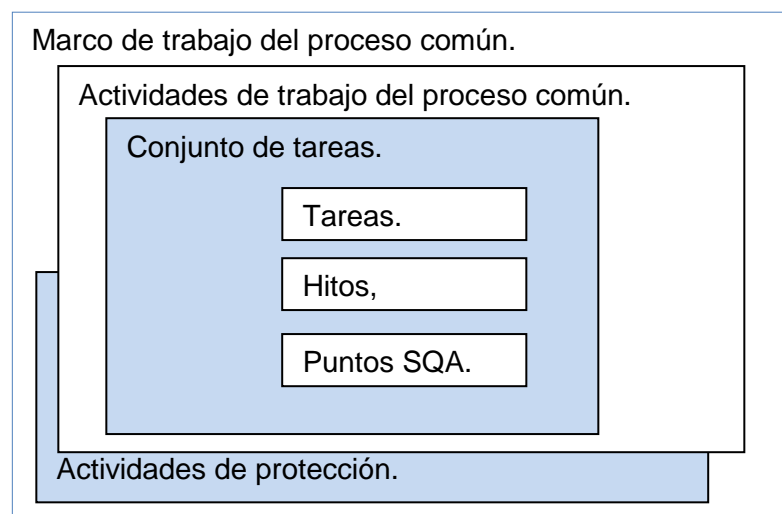 Marco de trabajo del proceso común.
Actividades de trabajo del proceso común.
Conjunto de tareas.
Tareas.
Hitos,
Puntos SQA.
Actividades de protección.